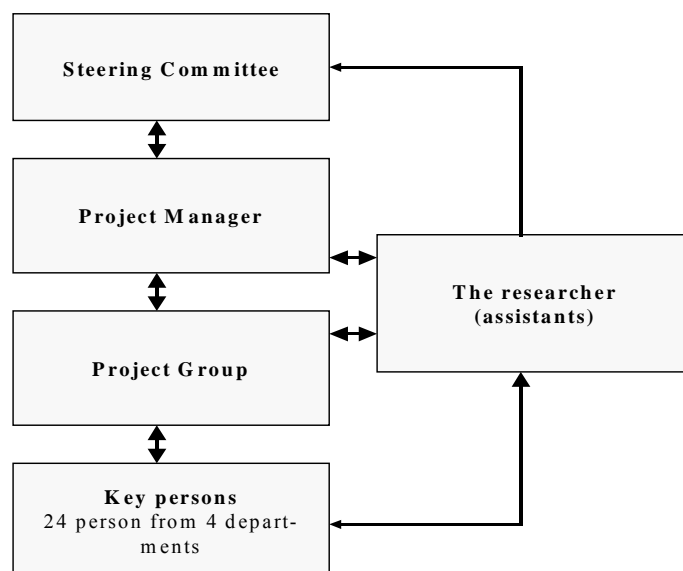 Steering Committee
Project Manager
The researcher
(assistants)
Project Group
Key persons
24 person from 4 depart-
ments